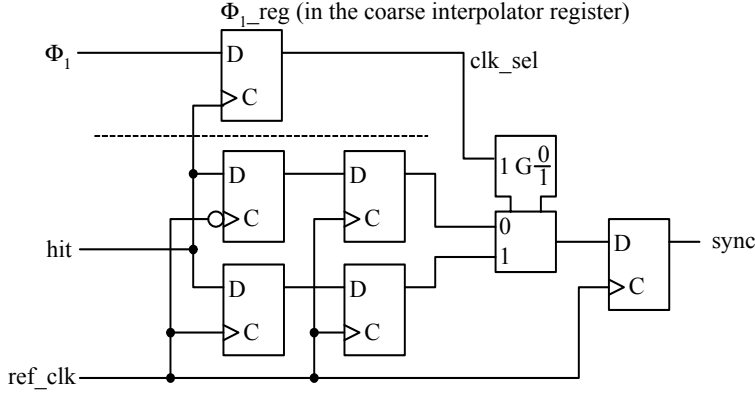 Φ₁_reg (in the coarse interpolator register)
Φ₁
D
C
clk_sel
1 G 0/1
D
C
D
C
0
1
D
C
sync
hit
D
C
D
C
ref_clk